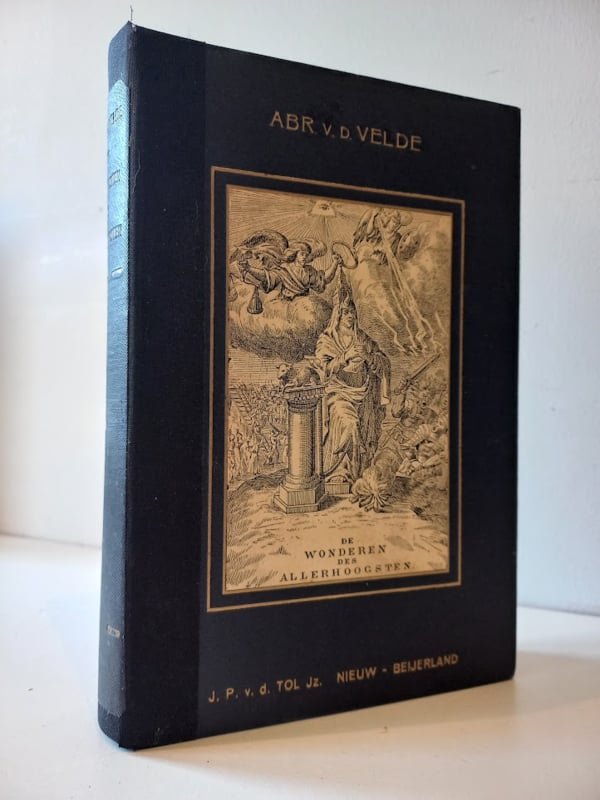 ABR. V. D. VELDE
DE
WONDEREN
DES
ALLERHOOGSTEN.
J. P. v. d. TOL Jz. NIEUW - BEIJERLAND